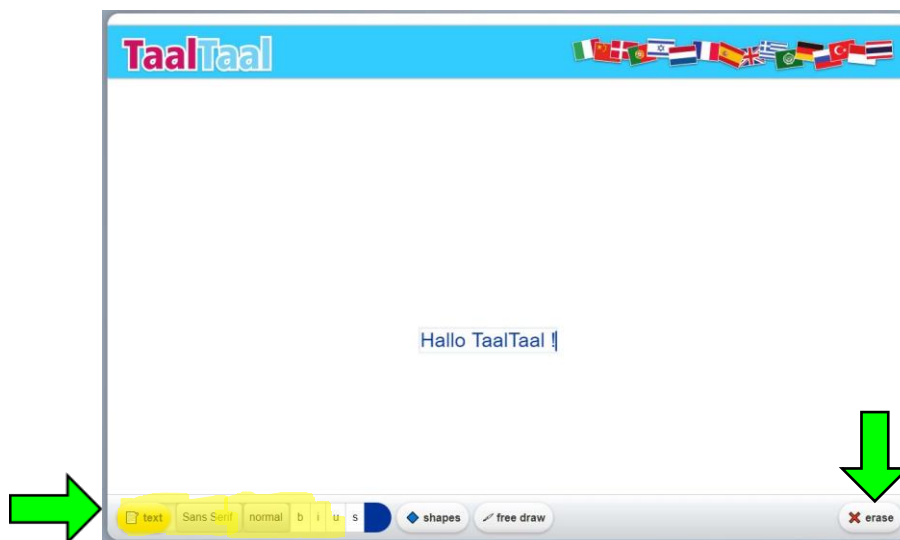 TaalTaal
Hallo TaalTaal !
text Sans Serif normal b i u s shapes free draw erase